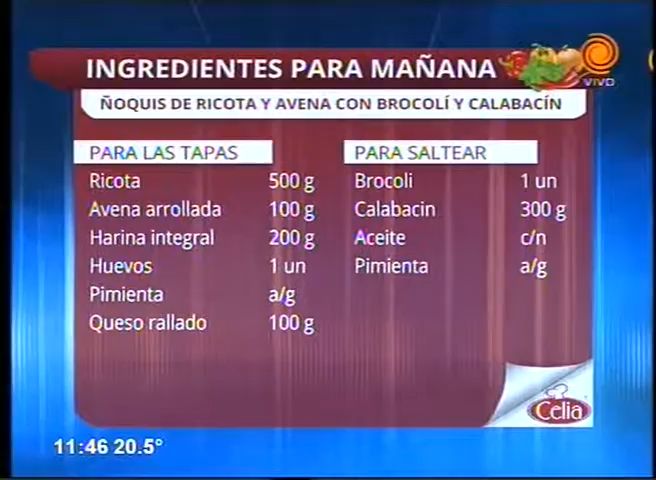 INGREDIENTES PARA MAÑANA
VIVO
ÑOQUIS DE RICOTA Y AVENA CON BROCOLÍ Y CALABACÍN
PARA LAS TAPAS
Ricota 500 g
Avena arrollada 100 g
Harina integral 200 g
Huevos 1 un
Pimienta a/g
Queso rallado 100 g
PARA SALTEAR
Brocoli 1 un
Calabacin 300 g
Aceite c/n
Pimienta a/g
Celia
11:46 20.5°